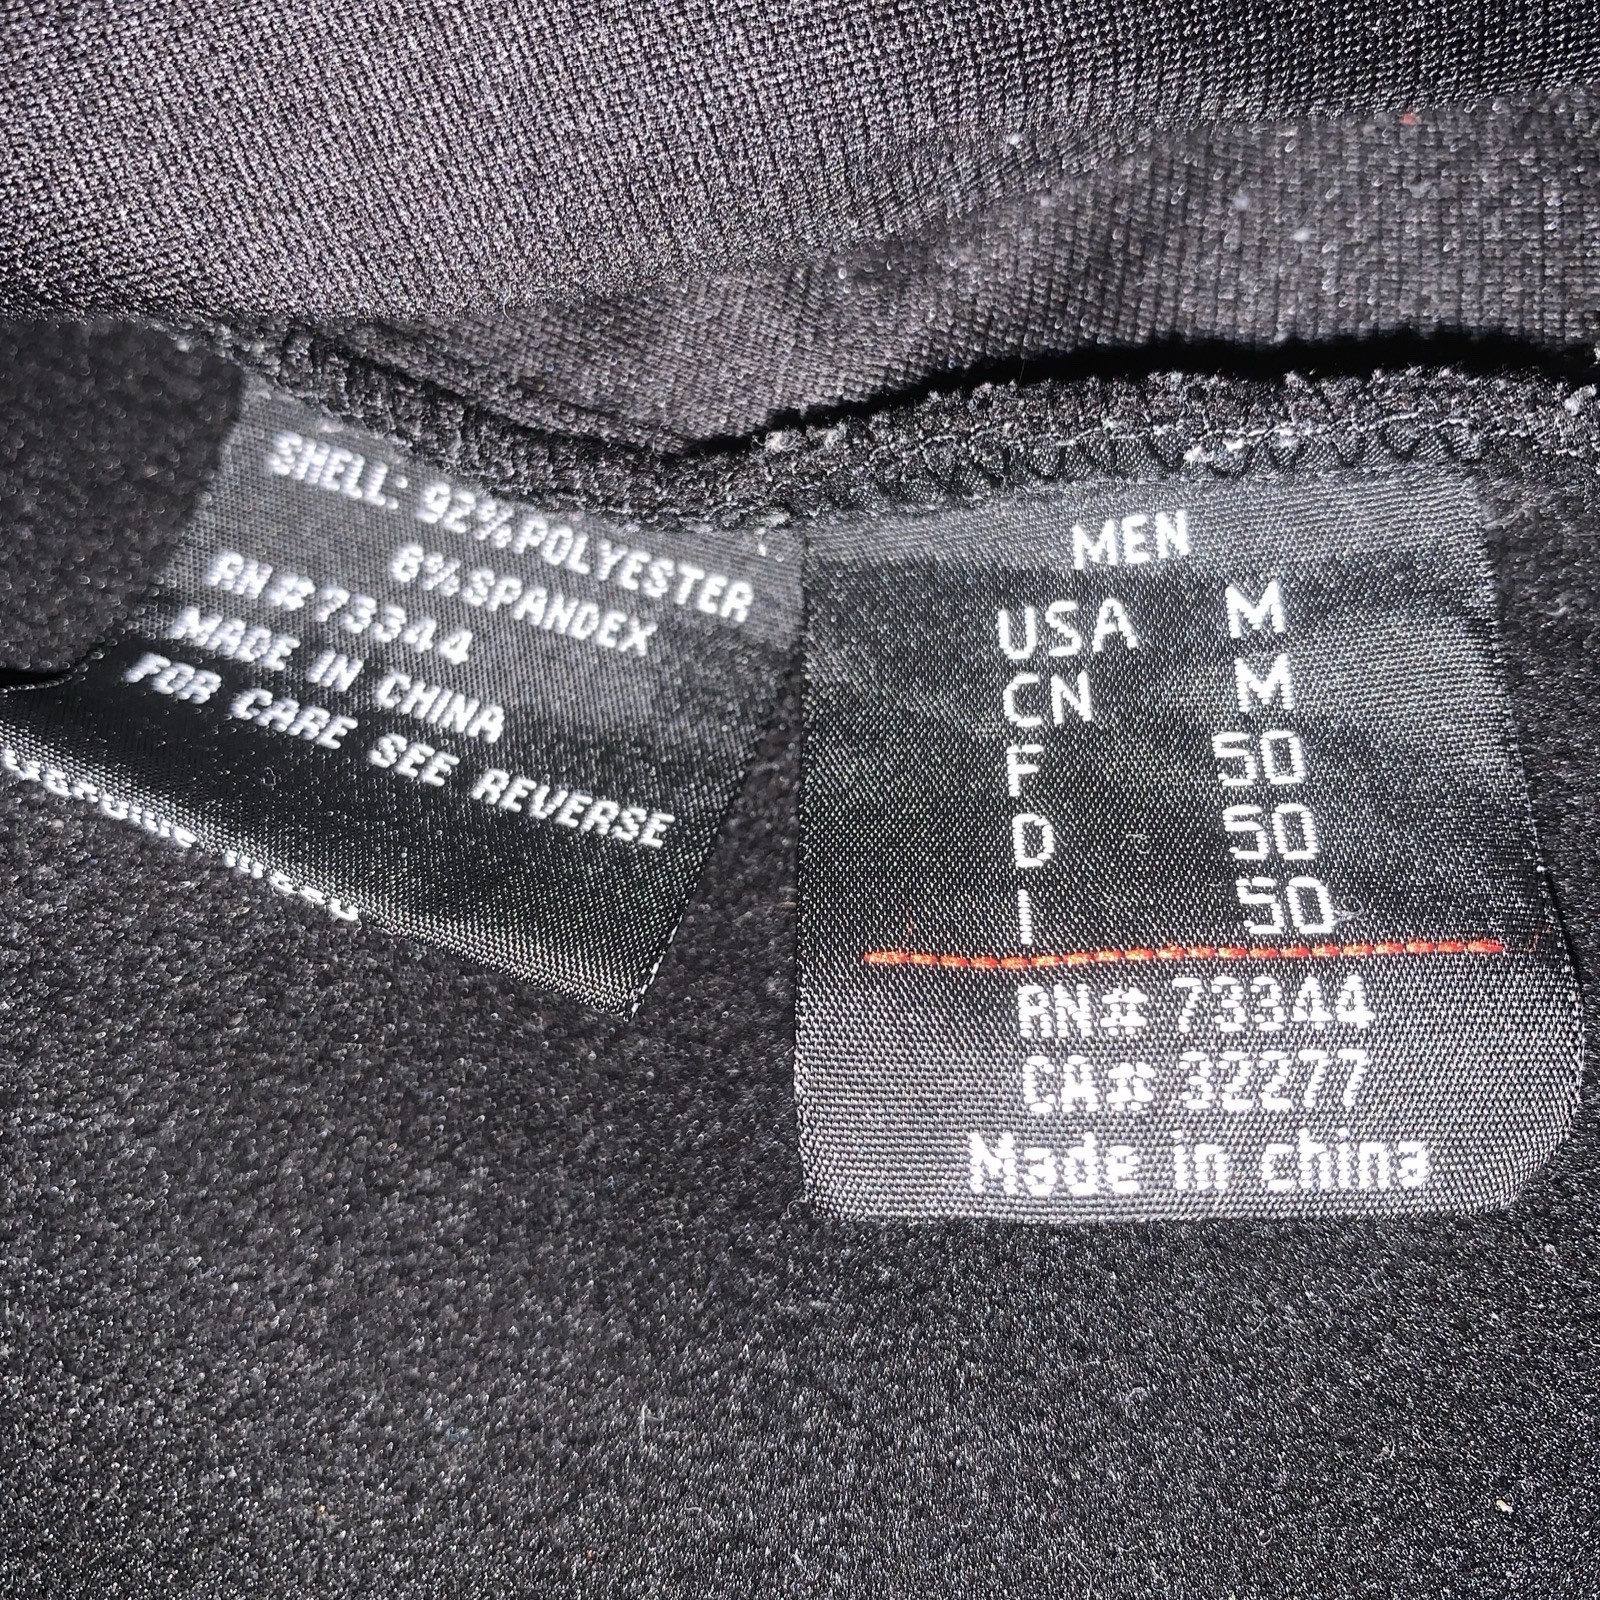 SHELL: 92%POLYESTER
8%SPANDEX
RN#73344
MADE IN CHINA
FOR CARE SEE REVERSE
MEN
USA M
CN M
F 50
D 50
I 50
RN# 73344
CA# 32277
Made in china